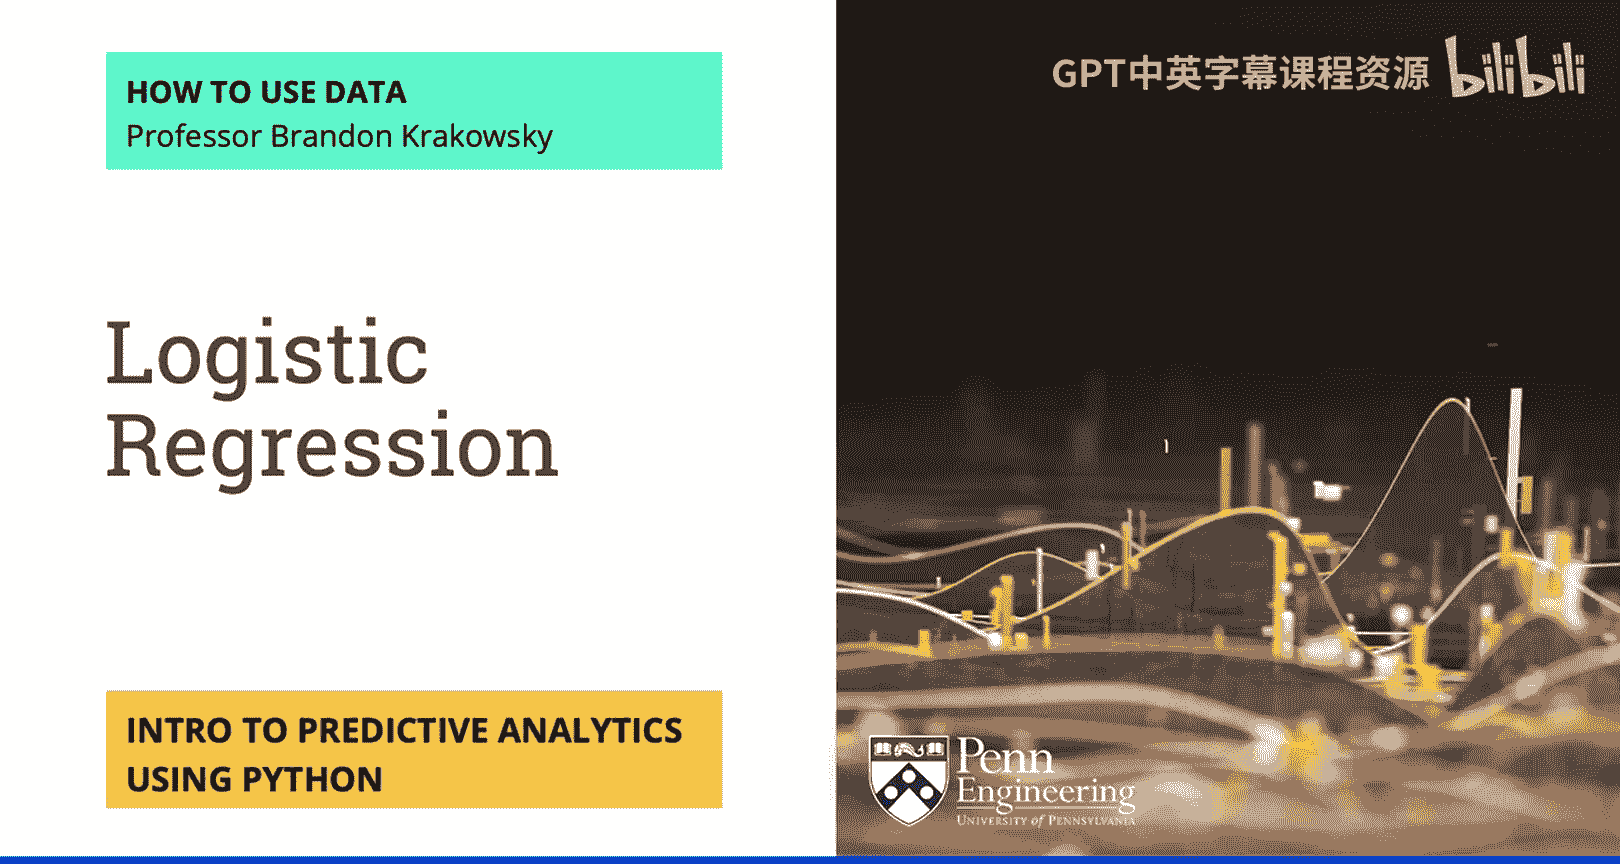 HOW TO USE DATA
Professor Brandon Krakowsky
GPT中英字幕课程资源 bilibili
Logistic
Regression
INTRO TO PREDICTIVE ANALYTICS
USING PYTHON
Penn
Engineering
UNIVERSITY of PENNSYLVANIA